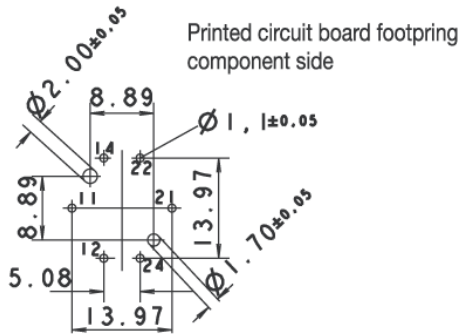 Printed circuit board footpring
component side
Ø2.00±0.05
8.89
Ø1,1±0.05
14
22
11
21
8.89
13.97
12
24
5.08
Ø1.70±0.05
13.97